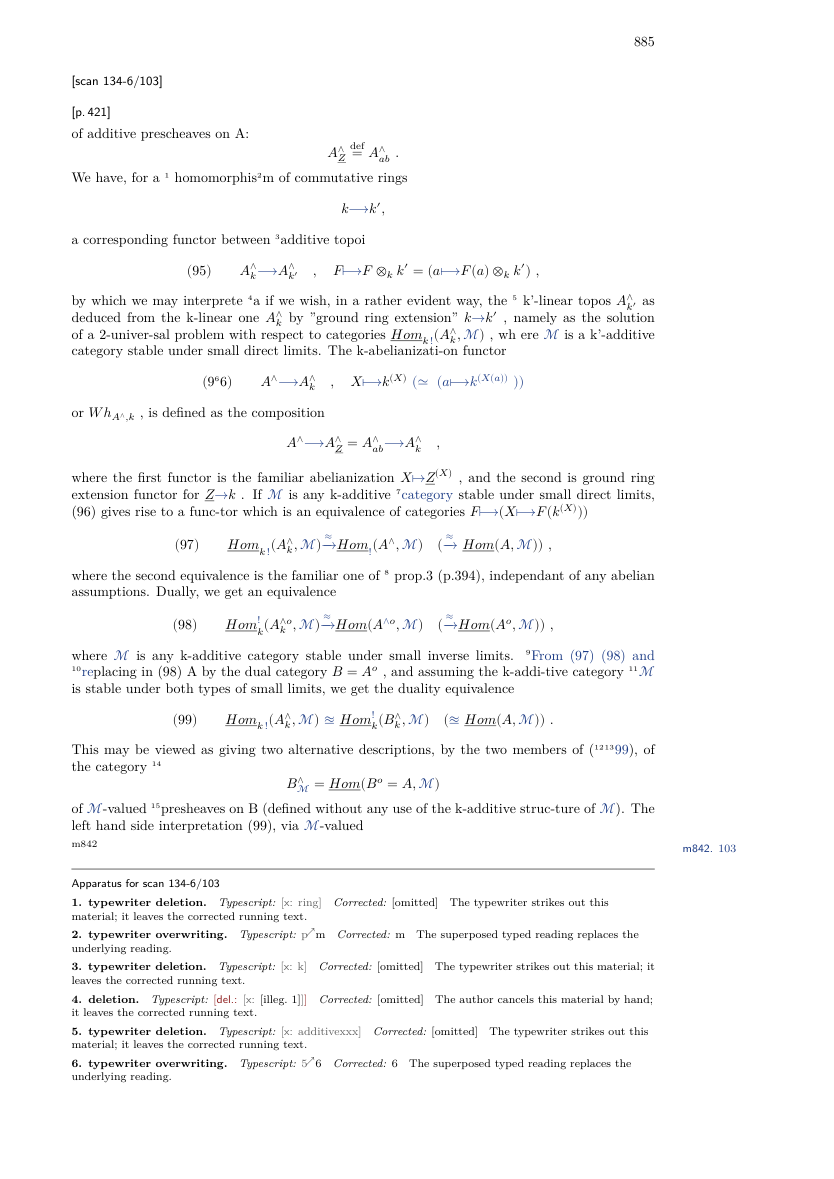 885
[scan 134-6/103]
[p. 421]
of additive prescheaves on A:
A^∧_Z ≝ A^∧_ab .
We have, for a ¹ homomorphis²m of commutative rings
k⟶k′,
a corresponding functor between ³additive topoi
(95) A^∧_k⟶A^∧_k′ , F⟼F ⊗_k k′ = (a⟼F(a) ⊗_k k′) ,
by which we may interpret ⁴a if we wish, in a rather evident way, the ⁵ k'-linear topos A^∧_k′ as
deduced from the k-linear one A^∧_k by ”ground ring extension” k→k′ , namely as the solution
of a 2-univer-sal problem with respect to categories Hom_k!(A^∧_k, ℳ) , wh ere ℳ is a k'-additive
category stable under small direct limits. The k-abelianizati-on functor
(9⁶6) A^∧⟶A^∧_k , X⟼k^(X) (≃ (a⟼k^(X(a)) ))
or Wh_A^∧,k , is defined as the composition
A^∧⟶A^∧_Z = A^∧_ab⟶A^∧_k ,
where the first functor is the familiar abelianization X↦Z^(X) , and the second is ground ring
extension functor for Z→k . If ℳ is any k-additive ⁷category stable under small direct limits,
(96) gives rise to a func-tor which is an equivalence of categories F⟼(X⟼F(k^(X)))
(97) Hom_k!(A^∧_k, ℳ)→^≈Hom_!(A^∧, ℳ) (→^≈ Hom(A, ℳ)) ,
where the second equivalence is the familiar one of ⁸ prop.3 (p.394), independant of any abelian
assumptions. Dually, we get an equivalence
(98) Hom^!_k(A^∧o_k, ℳ)→^≈Hom(A^∧o, ℳ) (→^≈Hom(A^o, ℳ)) ,
where ℳ is any k-additive category stable under small inverse limits. ⁹From (97) (98) and
¹⁰replacing in (98) A by the dual category B = A^o , and assuming the k-addi-tive category ¹¹ℳ
is stable under both types of small limits, we get the duality equivalence
(99) Hom_k!(A^∧_k, ℳ) ≋ Hom^!_k(B^∧_k, ℳ) (≋ Hom(A, ℳ)) .
This may be viewed as giving two alternative descriptions, by the two members of (¹²¹³99), of
the category ¹⁴
B^∧_ℳ = Hom(B^o = A, ℳ)
of ℳ-valued ¹⁵presheaves on B (defined without any use of the k-additive struc-ture of ℳ). The
left hand side interpretation (99), via ℳ-valued
m842
m842. 103
Apparatus for scan 134-6/103
1. typewriter deletion. Typescript: [x: ring] Corrected: [omitted] The typewriter strikes out this
material; it leaves the corrected running text.
2. typewriter overwriting. Typescript: p↗m Corrected: m The superposed typed reading replaces the
underlying reading.
3. typewriter deletion. Typescript: [x: k] Corrected: [omitted] The typewriter strikes out this material; it
leaves the corrected running text.
4. deletion. Typescript: [del.: [x: [illeg. 1]]] Corrected: [omitted] The author cancels this material by hand;
it leaves the corrected running text.
5. typewriter deletion. Typescript: [x: additivexxx] Corrected: [omitted] The typewriter strikes out this
material; it leaves the corrected running text.
6. typewriter overwriting. Typescript: 5↗6 Corrected: 6 The superposed typed reading replaces the
underlying reading.